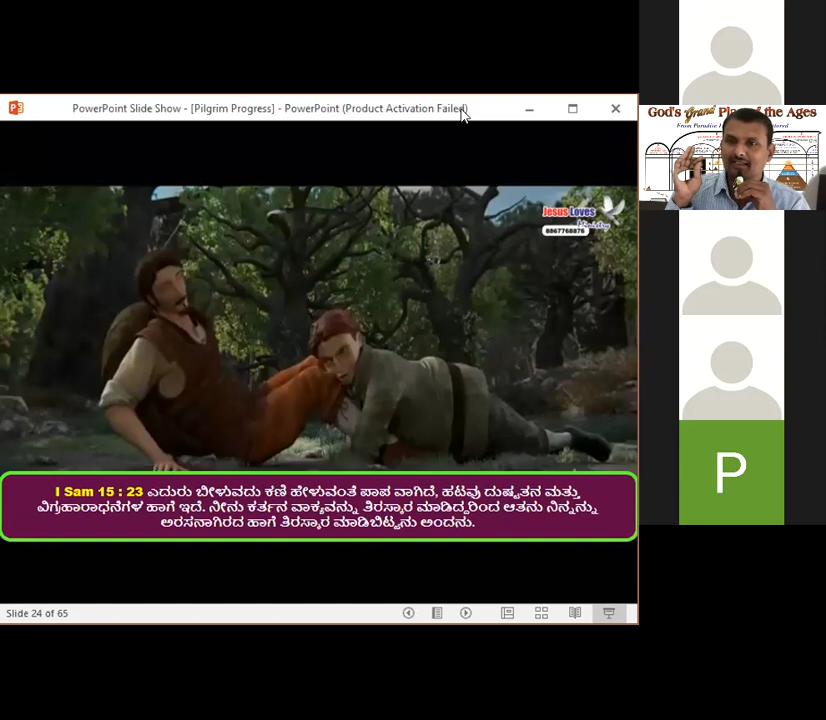 PowerPoint Slide Show - [Pilgrim Progress] - PowerPoint (Product Activation Failed)
God's Grand Plan of the Ages
Jesus Loves
Ministry
8867768876
P
I Sam 15 : 23 ಎದುರು ಬೀಳುವದು ಕಣಿ ಹೇಳುವಂತೆ ಪಾಪ ವಾಗಿದೆ, ಹಟವು ದುಷ್ಕೃತನ ಮತ್ತು
ವಿಗ್ರಹಾರಾಧನೆಗಳ ಹಾಗೆ ಇದೆ. ನೀನು ಕರ್ತನ ವಾಕ್ಯವನ್ನು ತಿರಸ್ಕಾರ ಮಾಡಿದ್ದರಿಂದ ಆತನು ನಿನ್ನನ್ನು
ಅರಸನಾಗಿರದ ಹಾಗೆ ತಿರಸ್ಕಾರ ಮಾಡಿಬಿಟ್ಟನು ಅಂದನು.
Slide 24 of 65